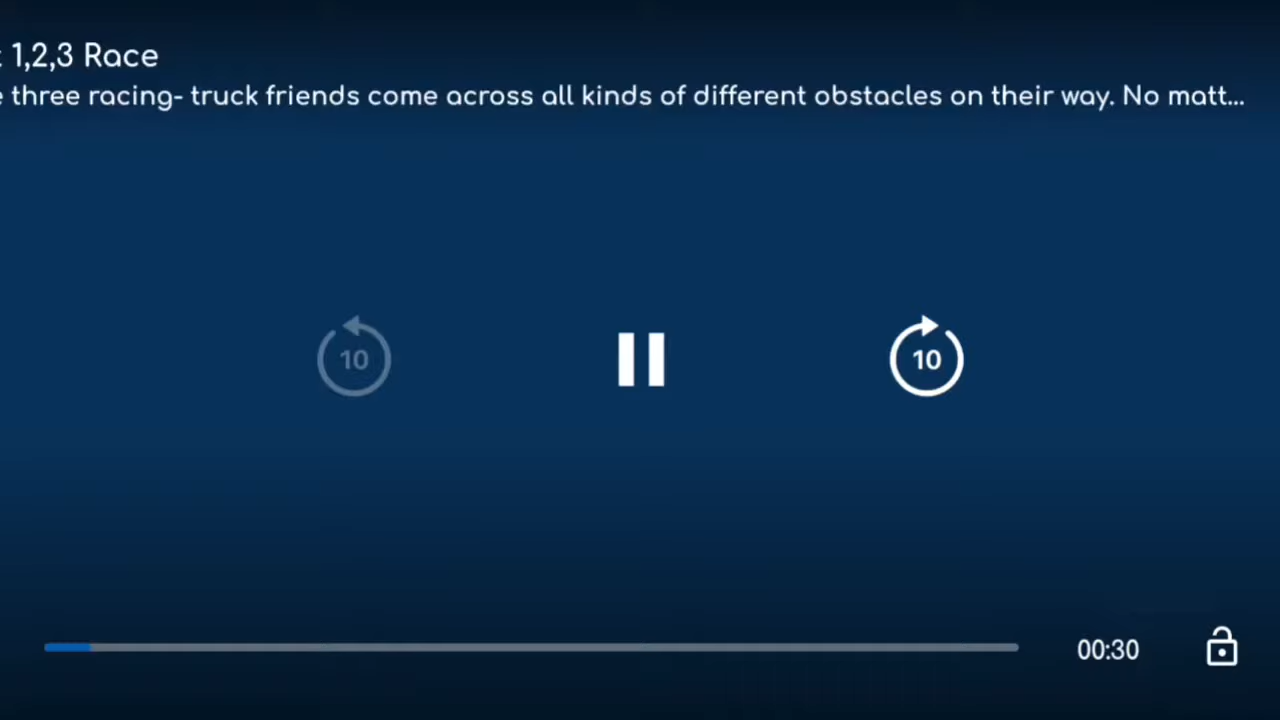 : 1,2,3 Race
e three racing- truck friends come across all kinds of different obstacles on their way. No matt...
10
10
00:30